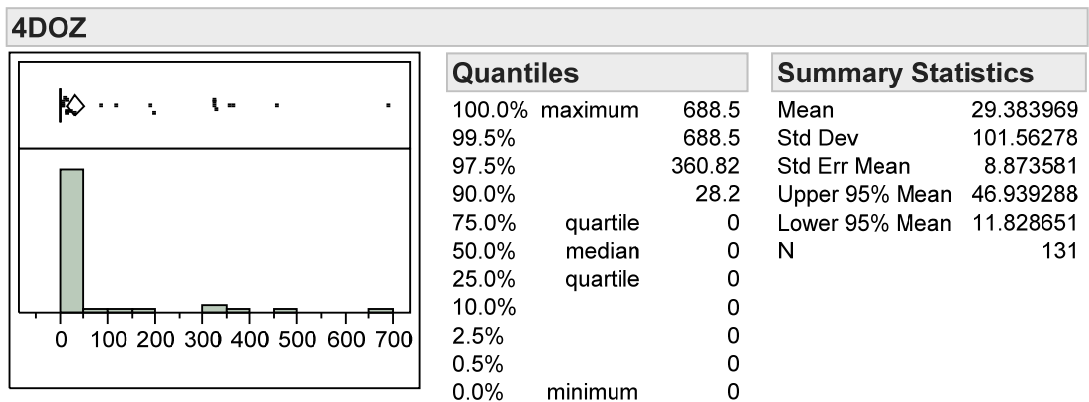 4DOZ
0 100 200 300 400 500 600 700
Quantiles
100.0% maximum 688.5
99.5% 688.5
97.5% 360.82
90.0% 28.2
75.0% quartile 0
50.0% median 0
25.0% quartile 0
10.0% 0
2.5% 0
0.5% 0
0.0% minimum 0
Summary Statistics
Mean 29.383969
Std Dev 101.56278
Std Err Mean 8.873581
Upper 95% Mean 46.939288
Lower 95% Mean 11.828651
N 131